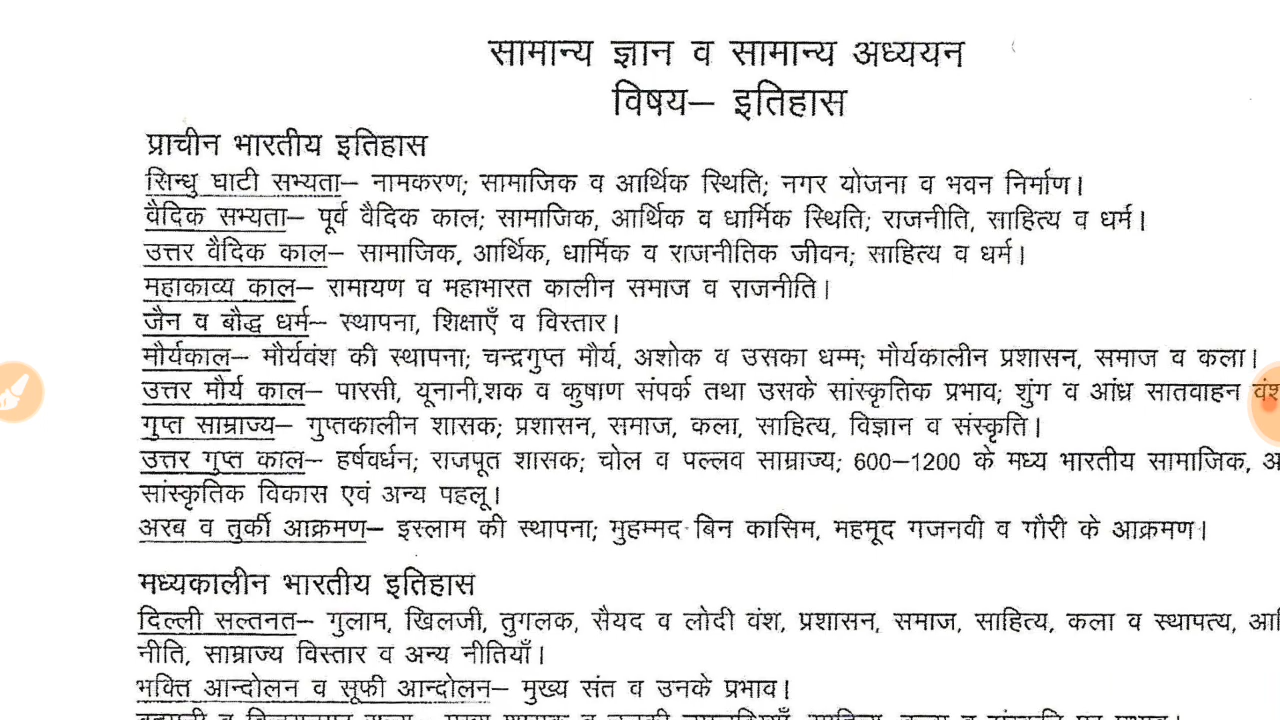 सामान्य ज्ञान व सामान्य अध्ययन
विषय– इतिहास
प्राचीन भारतीय इतिहास
सिन्धु घाटी सभ्यता– नामकरण; सामाजिक व आर्थिक स्थिति; नगर योजना व भवन निर्माण।
वैदिक सभ्यता– पूर्व वैदिक काल; सामाजिक, आर्थिक व धार्मिक स्थिति; राजनीति, साहित्य व धर्म।
उत्तर वैदिक काल– सामाजिक, आर्थिक, धार्मिक व राजनीतिक जीवन; साहित्य व धर्म।
महाकाव्य काल– रामायण व महाभारत कालीन समाज व राजनीति।
जैन व बौद्ध धर्म– स्थापना, शिक्षाएँ व विस्तार।
मौर्यकाल– मौर्यवंश की स्थापना; चन्द्रगुप्त मौर्य, अशोक व उसका धम्म; मौर्यकालीन प्रशासन, समाज व कला।
उत्तर मौर्य काल– पारसी, यूनानी,शक व कुषाण संपर्क तथा उसके सांस्कृतिक प्रभाव; शुंग व आंध्र सातवाहन
गुप्त साम्राज्य– गुप्तकालीन शासक; प्रशासन, समाज, कला, साहित्य, विज्ञान व संस्कृति।
उत्तर गुप्त काल– हर्षवर्धन; राजपूत शासक; चोल व पल्लव साम्राज्य; 600–1200 के मध्य भारतीय सामाजिक,
सांस्कृतिक विकास एवं अन्य पहलू।
अरब व तुर्की आक्रमण– इस्लाम की स्थापना; मुहम्मद बिन कासिम, महमूद गजनवी व गौरी के आक्रमण।
मध्यकालीन भारतीय इतिहास
दिल्ली सल्तनत– गुलाम, खिलजी, तुगलक, सैयद व लोदी वंश, प्रशासन, समाज, साहित्य, कला व स्थापत्य,
नीति, साम्राज्य विस्तार व अन्य नीतियाँ।
भक्ति आन्दोलन व सूफी आन्दोलन– मुख्य संत व उनके प्रभाव।